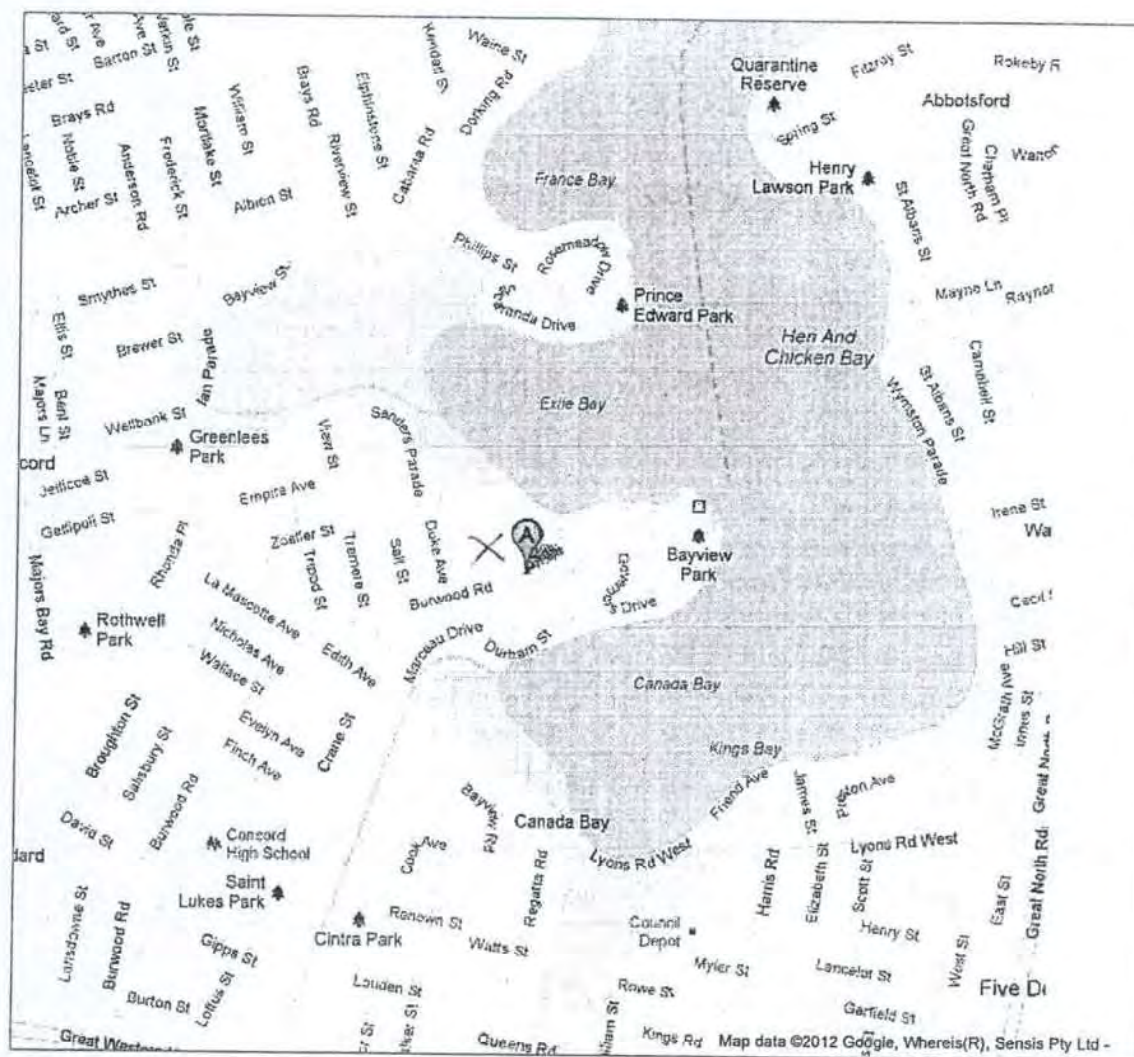 Barton St
Brays Rd
Noble St
Lancelot St
Archer St
Anderson Rd
Frederick St
Mortlake St
William St
Albion St
Brays Rd
Riverview St
Elphinstone St
Cabarita Rd
Kendall St
Waine St
Dorking Rd
France Bay
Quarantine
Reserve
Fitzroy St
Rokeby R
Abbotsford
Spring St
Henry
Lawson Park
St Albans St
Great North Rd
Chatham Pl
Phillips St
Rosemeadow Drive
Drive
Prince
Edward Park
Hen And
Chicken Bay
Mayne Ln
Raynor
Smythes St
Bayview St
Ellis St
Brewer St
Ian Parade
Majors Ln
Bent St
Wellbank St
Greenlees
Park
cord
Jellicoe St
Gallipoli St
Exile Bay
Sanders Parade
View St
Empire Ave
Zoeller St
Tripod St
Tremere St
Salt St
Duke Ave
A
Burwood Rd
Bayview
Park
Drive
Wymston Parade
St Albans St
Campbell St
Irene St
Wa
Cecil S
Hill St
Majors Bay Rd
Rhonda Pl
Rothwell
Park
La Mascotte Ave
Nicholas Ave
Wallace St
Edith Ave
Marceau Drive
Durham St
Canada Bay
Kings Bay
McGrath Ave
Innes St
Great North R
Broughton St
Salisbury St
Evelyn Ave
Finch Ave
Crane St
David St
Burwood Rd
Concord
High School
Saint
Lukes Park
Cintra Park
Bayview Rd
Cook Ave
Canada Bay
Regatta Rd
Lyons Rd West
Friend Ave
James St
Preston Ave
Lyons Rd West
Harris Rd
Elizabeth St
Scott St
Henry St
East St
Great North Rd
West St
Lansdowne St
Burwood Rd
Gipps St
Loftus St
Burton St
Renown St
Watts St
Council
Depot
Myler St
Lancelot St
Five D
Louden St
Rowe St
Garfield St
Queens Rd
Kings Rd
Map data ©2012 Google, Whereis(R), Sensis Pty Ltd -